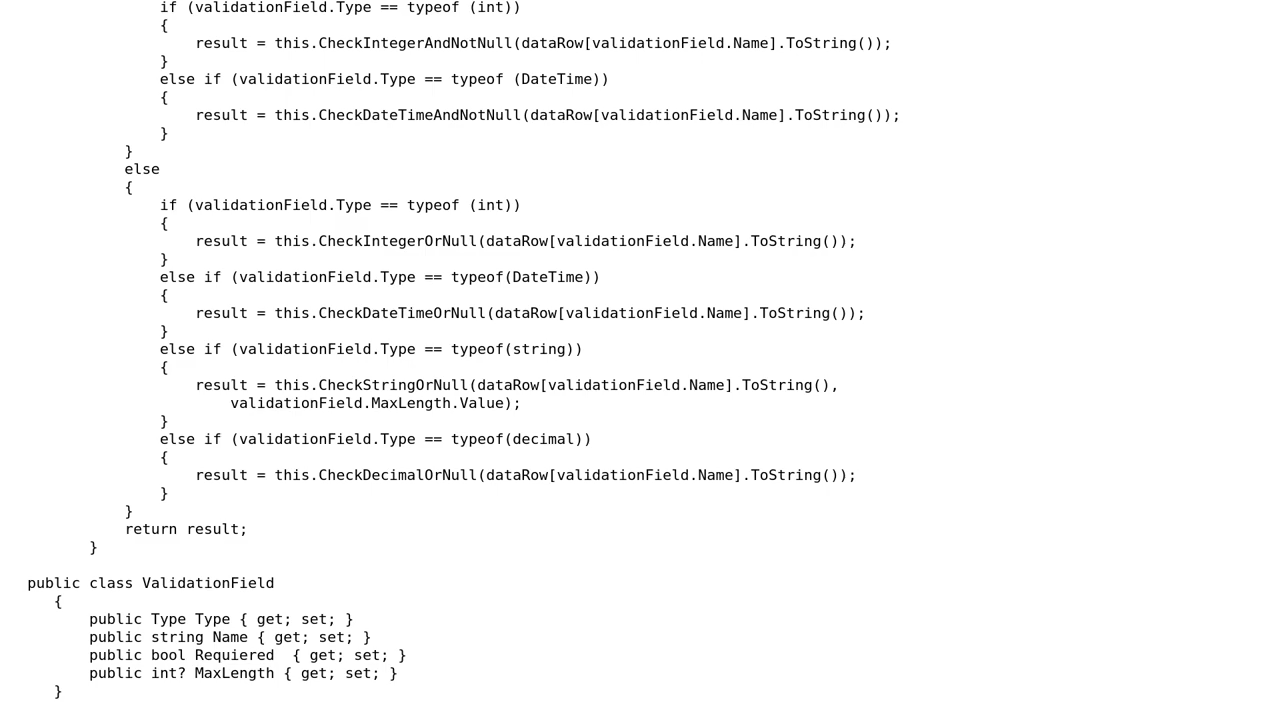 if (validationField.Type == typeof (int))
{
result = this.CheckIntegerAndNotNull(dataRow[validationField.Name].ToString());
}
else if (validationField.Type == typeof (DateTime))
{
result = this.CheckDateTimeAndNotNull(dataRow[validationField.Name].ToString());
}
}
else
{
if (validationField.Type == typeof (int))
{
result = this.CheckIntegerOrNull(dataRow[validationField.Name].ToString());
}
else if (validationField.Type == typeof(DateTime))
{
result = this.CheckDateTimeOrNull(dataRow[validationField.Name].ToString());
}
else if (validationField.Type == typeof(string))
{
result = this.CheckStringOrNull(dataRow[validationField.Name].ToString(),
validationField.MaxLength.Value);
}
else if (validationField.Type == typeof(decimal))
{
result = this.CheckDecimalOrNull(dataRow[validationField.Name].ToString());
}
}
return result;
}
public class ValidationField
{
public Type Type { get; set; }
public string Name { get; set; }
public bool Requiered  { get; set; }
public int? MaxLength { get; set; }
}